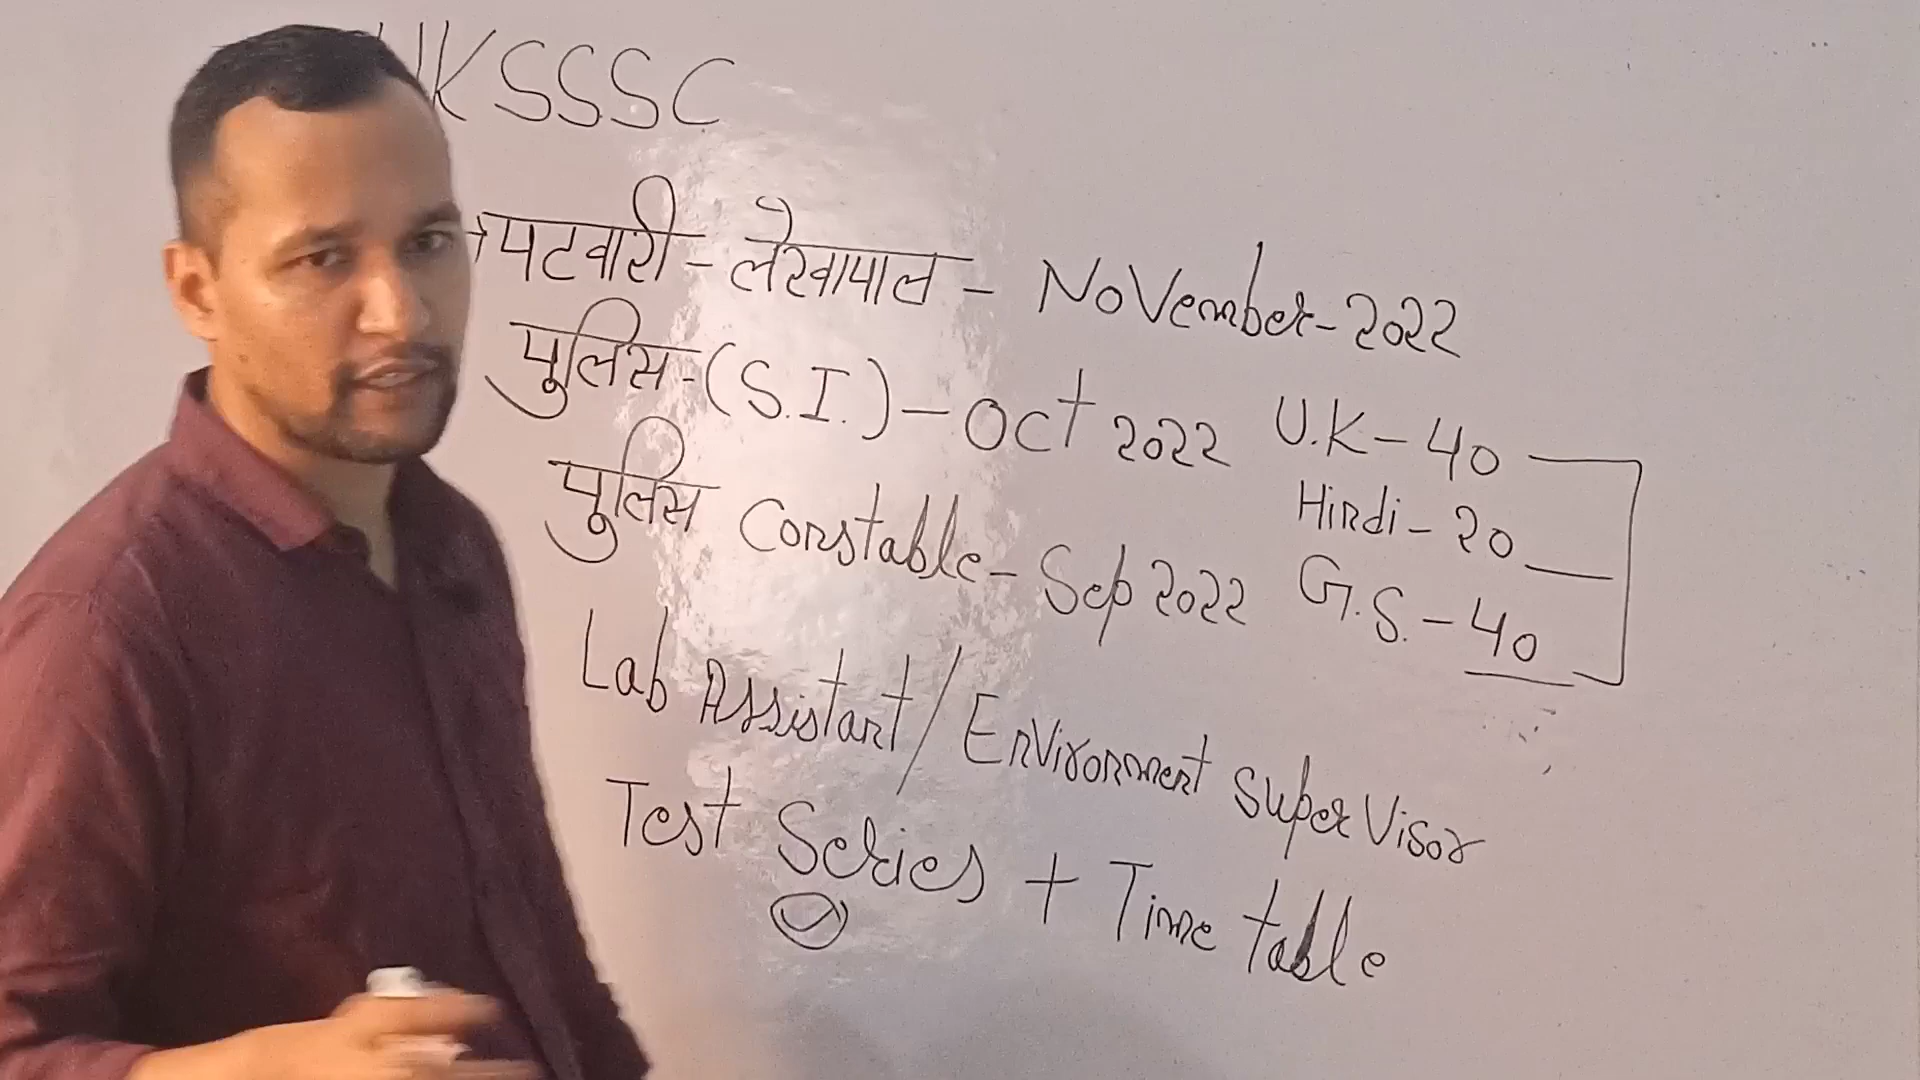 UKSSSC
→ पटवारी - लेखापाल - November - 2022
पुलिस - (S.I.) - Oct 2022
पुलिस Constable - Sep 2022
U.K - 40
Hindi - 20
G.S. - 40
Lab Assistant / Environment Supervisor
Test Series + Time table